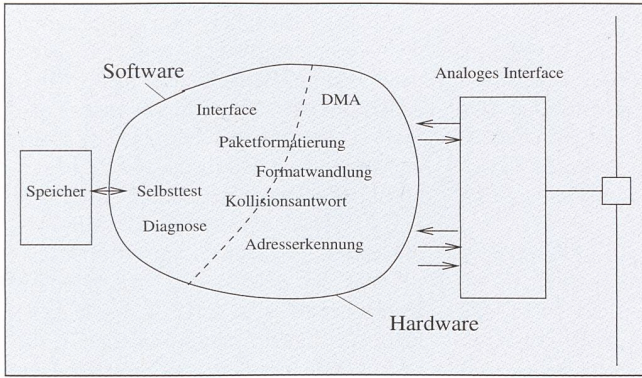 Software
Analoges Interface
Interface
DMA
Paketformatierung
Formatwandlung
Speicher
Selbsttest
Kollisionsantwort
Diagnose
Adresserkennung
Hardware